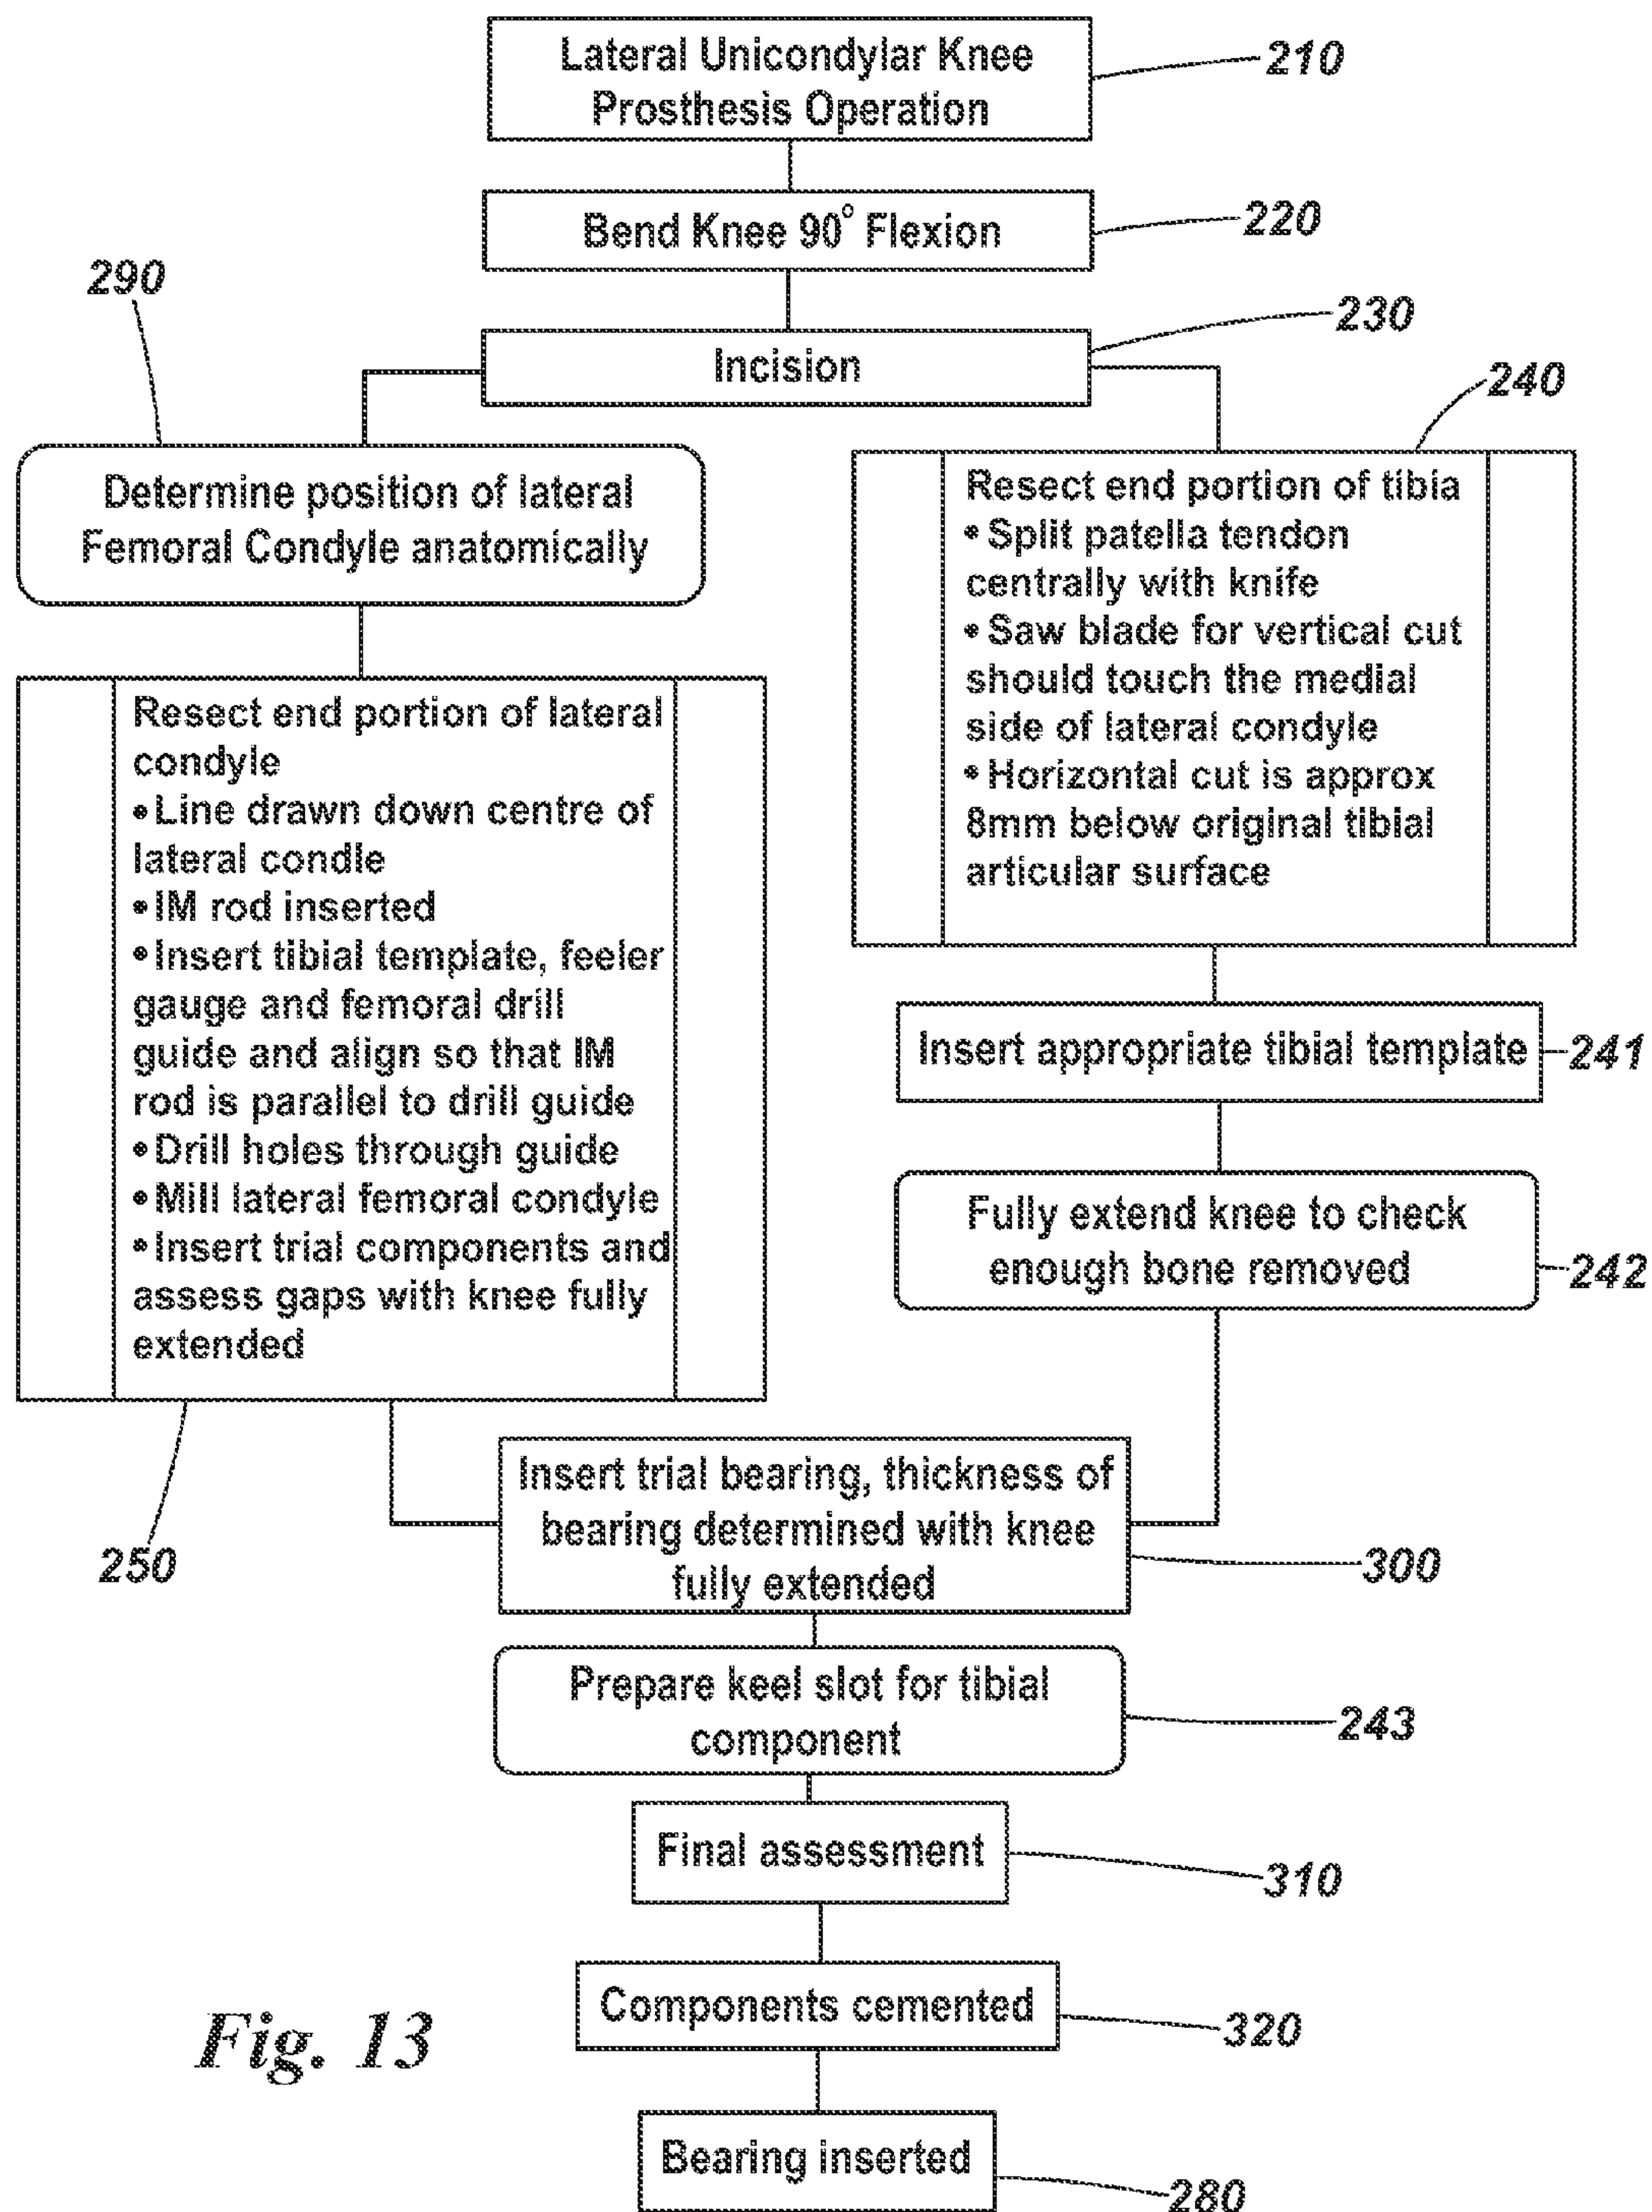 Lateral Unicondylar Knee
Prosthesis Operation
210
Bend Knee 90° Flexion
220
290
Incision
230
240
Determine position of lateral
Femoral Condyle anatomically
Resect end portion of tibia
• Split patella tendon
centrally with knife
• Saw blade for vertical cut
should touch the medial
side of lateral condyle
• Horizontal cut is approx
8mm below original tibial
articular surface
Resect end portion of lateral
condyle
• Line drawn down centre of
lateral condle
• IM rod inserted
• Insert tibial template, feeler
gauge and femoral drill
guide and align so that IM
rod is parallel to drill guide
• Drill holes through guide
• Mill lateral femoral condyle
• Insert trial components and
assess gaps with knee fully
extended
250
Insert appropriate tibial template
241
Fully extend knee to check
enough bone removed
242
Insert trial bearing, thickness of
bearing determined with knee
fully extended
300
Prepare keel slot for tibial
component
243
Final assessment
310
Components cemented
320
Fig. 13
Bearing inserted
280